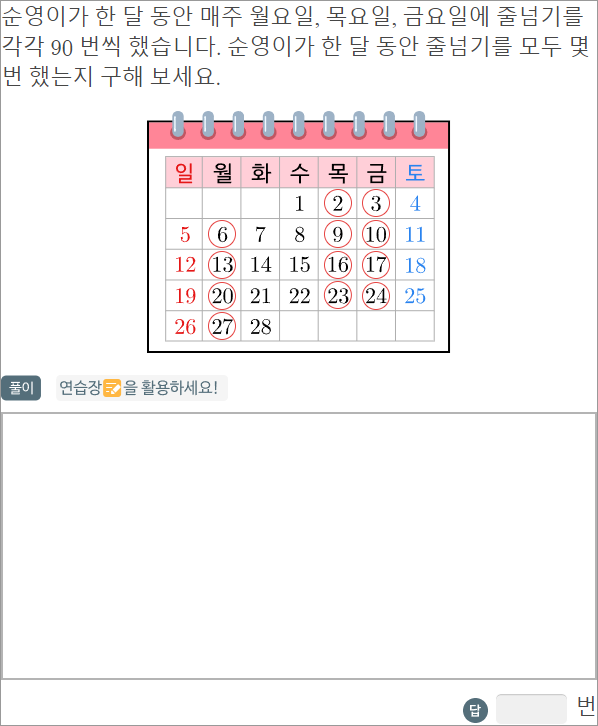 순영이가 한 달 동안 매주 월요일, 목요일, 금요일에 줄넘기를
각각 90 번씩 했습니다. 순영이가 한 달 동안 줄넘기를 모두 몇
번 했는지 구해 보세요.
일 월 화 수 목 금 토
1 2 3 4
5 6 7 8 9 10 11
12 13 14 15 16 17 18
19 20 21 22 23 24 25
26 27 28
풀이 연습장을 활용하세요!
답 번